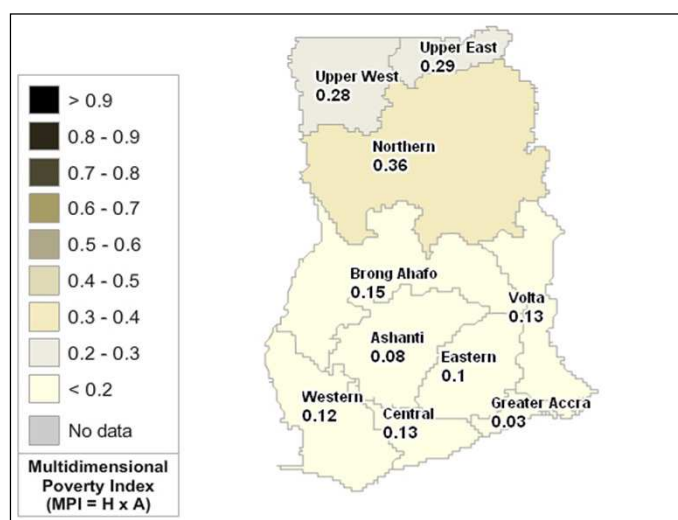 > 0.9
0.8 - 0.9
0.7 - 0.8
0.6 - 0.7
0.5 - 0.6
0.4 - 0.5
0.3 - 0.4
0.2 - 0.3
< 0.2
No data
Multidimensional
Poverty Index
(MPI = H x A)
Upper East
0.29
Upper West
0.28
Northern
0.36
Brong Ahafo
0.15
Volta
0.13
Ashanti
0.08
Eastern
0.1
Western
0.12
Central
0.13
Greater Accra
0.03